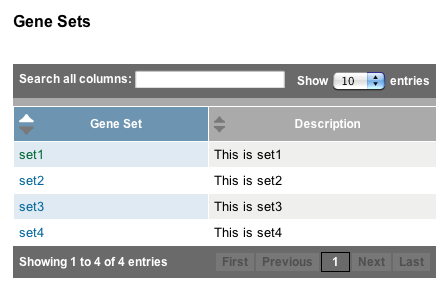 Gene Sets
Search all columns: Show 10 entries
Gene Set Description
set1 This is set1
set2 This is set2
set3 This is set3
set4 This is set4
Showing 1 to 4 of 4 entries First Previous 1 Next Last